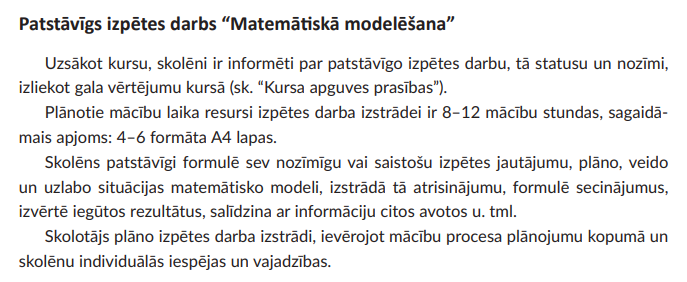 Patstāvīgs izpētes darbs “Matemātiskā modelēšana”
Uzsākot kursu, skolēni ir informēti par patstāvīgo izpētes darbu, tā statusu un nozīmi,
izliekot gala vērtējumu kursā (sk. “Kursa apguves prasības”).
Plānotie mācību laika resursi izpētes darba izstrādei ir 8–12 mācību stundas, sagaidā-
mais apjoms: 4–6 formāta A4 lapas.
Skolēns patstāvīgi formulē sev nozīmīgu vai saistošu izpētes jautājumu, plāno, veido
un uzlabo situācijas matemātisko modeli, izstrādā tā atrisinājumu, formulē secinājumus,
izvērtē iegūtos rezultātus, salīdzina ar informāciju citos avotos u. tml.
Skolotājs plāno izpētes darba izstrādi, ievērojot mācību procesa plānojumu kopumā un
skolēnu individuālās iespējas un vajadzības.